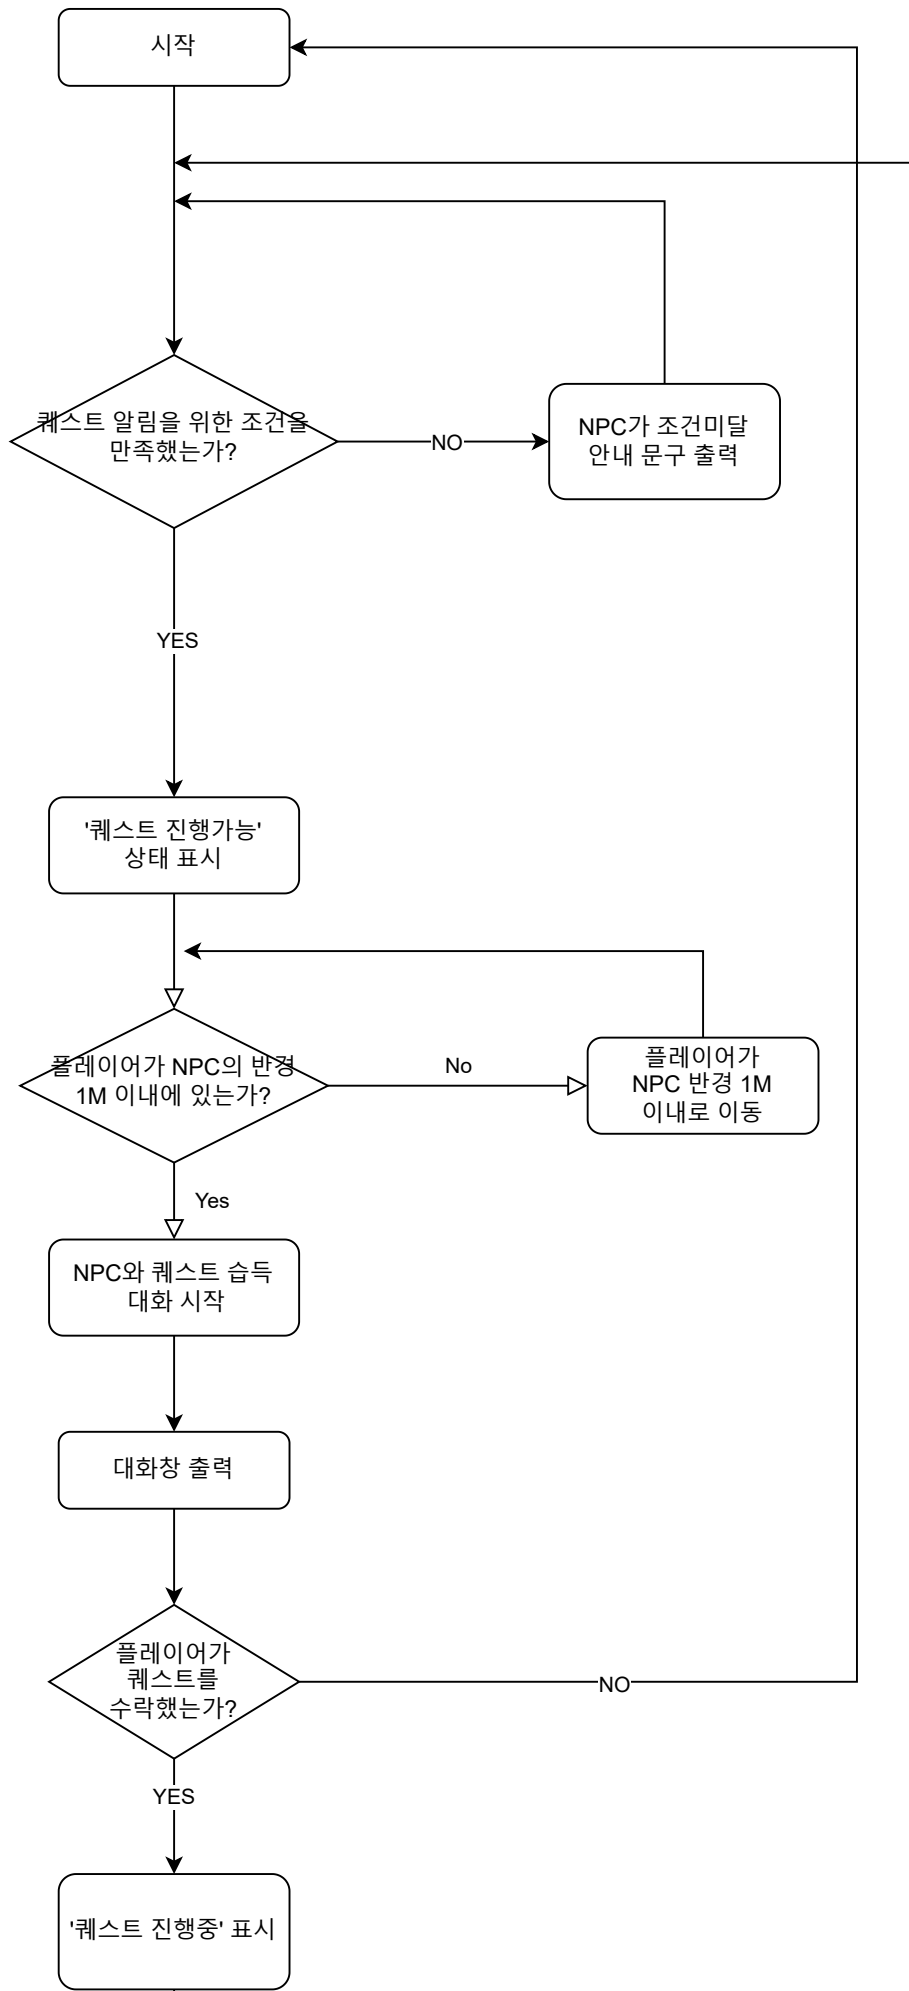 시작
퀘스트 알림을 위한 조건을
만족했는가?
NO
NPC가 조건미달
안내 문구 출력
YES
'퀘스트 진행가능'
상태 표시
플레이어가 NPC의 반경
1M 이내에 있는가?
No
플레이어가
NPC 반경 1M
이내로 이동
Yes
NPC와 퀘스트 습득
대화 시작
대화창 출력
플레이어가
퀘스트를
수락했는가?
NO
YES
'퀘스트 진행중' 표시